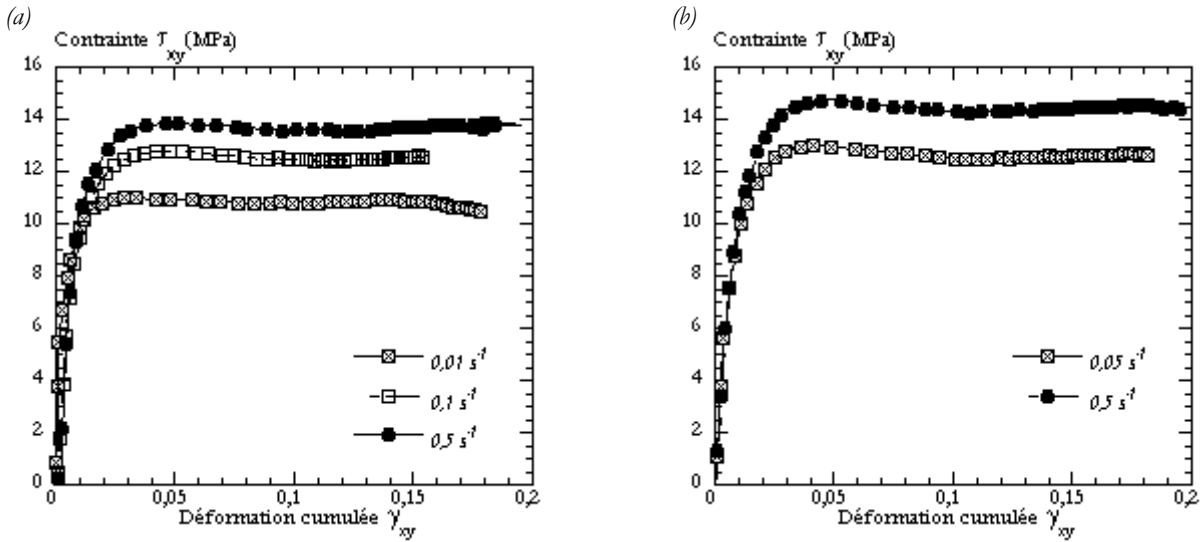 (a)
Contrainte τxy (MPa)
16
14
12
10
8
6
4
2
0
0 0,05 0,1 0,15 0,2
Déformation cumulée γxy
0,01 s-1
0,1 s-1
0,5 s-1
(b)
Contrainte τxy (MPa)
16
14
12
10
8
6
4
2
0
0 0,05 0,1 0,15 0,2
Déformation cumulée γxy
0,05 s-1
0,5 s-1